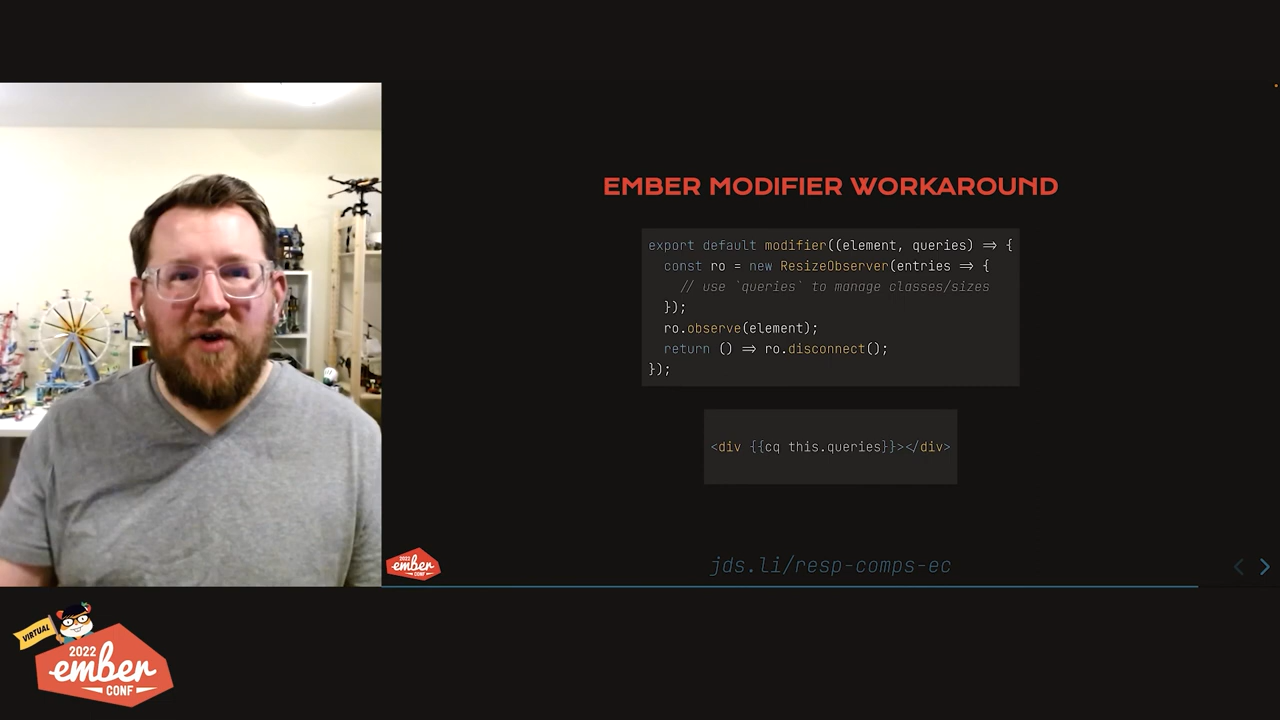 EMBER MODIFIER WORKAROUND
export default modifier((element, queries) => {
const ro = new ResizeObserver(entries => {
// use `queries` to manage classes/sizes
});
ro.observe(element);
return () => ro.disconnect();
});
<div {{cq this.queries}}></div>
2022
ember
CONF
jds.li/resp-comps-ec
VIRTUAL
2022
ember
CONF